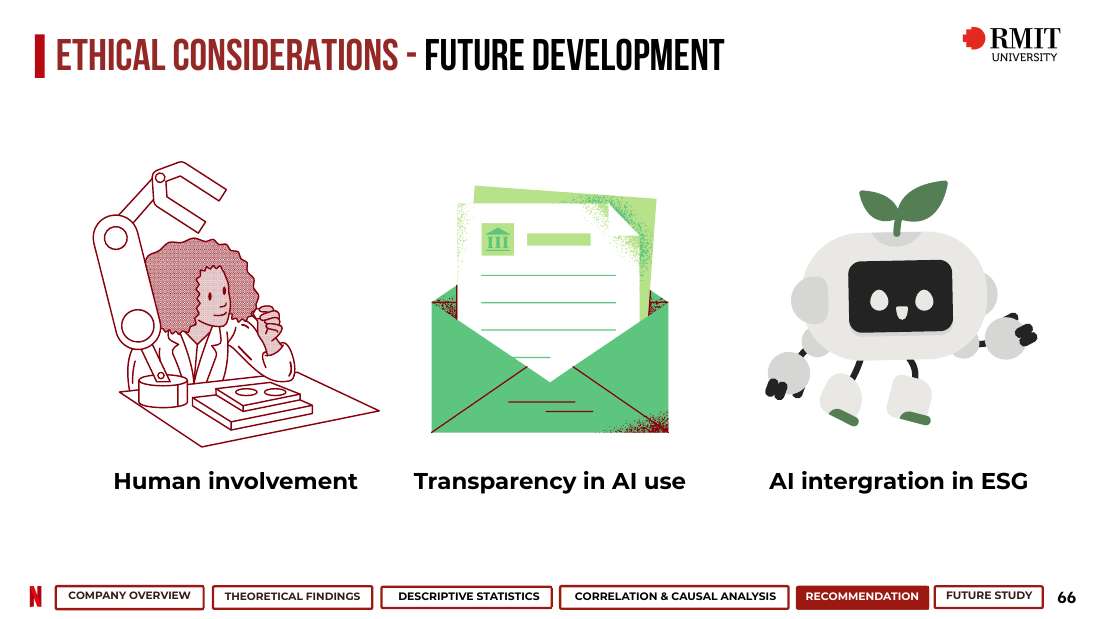 ETHICAL CONSIDERATIONS - FUTURE DEVELOPMENT
RMIT
UNIVERSITY
Human involvement
Transparency in AI use
AI intergration in ESG
N
COMPANY OVERVIEW
THEORETICAL FINDINGS
DESCRIPTIVE STATISTICS
CORRELATION & CAUSAL ANALYSIS
RECOMMENDATION
FUTURE STUDY
66